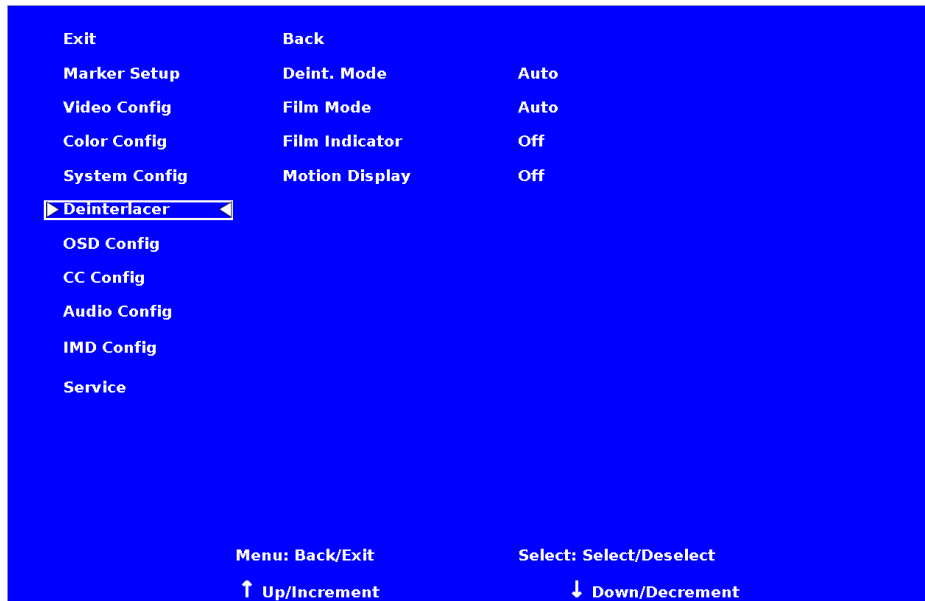 Exit Back
Marker Setup Deint. Mode Auto
Video Config Film Mode Auto
Color Config Film Indicator Off
System Config Motion Display Off
Deinterlacer
OSD Config
CC Config
Audio Config
IMD Config
Service
Menu: Back/Exit Select: Select/Deselect
↑ Up/Increment ↓ Down/Decrement